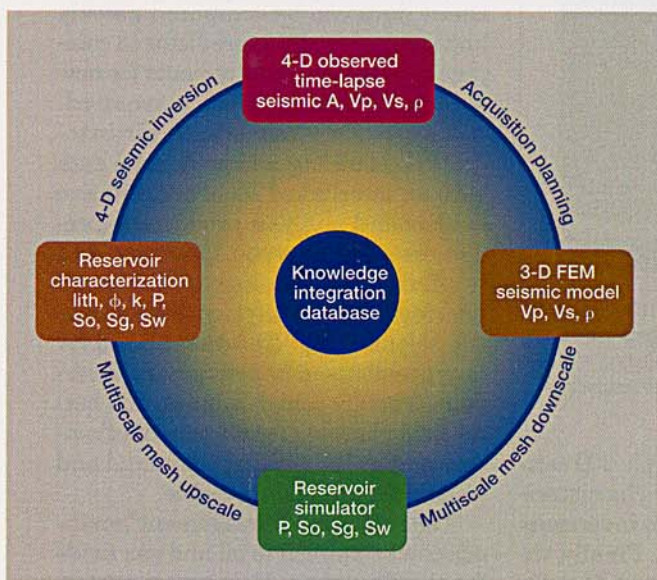 4-D observed
time-lapse
seismic A, Vp, Vs, ρ
4-D seismic inversion
Acquisition planning
Reservoir
characterization
lith, ϕ, k, P,
So, Sg, Sw
Knowledge
integration
database
3-D FEM
seismic model
Vp, Vs, ρ
Multiscale mesh upscale
Multiscale mesh downscale
Reservoir
simulator
P, So, Sg, Sw